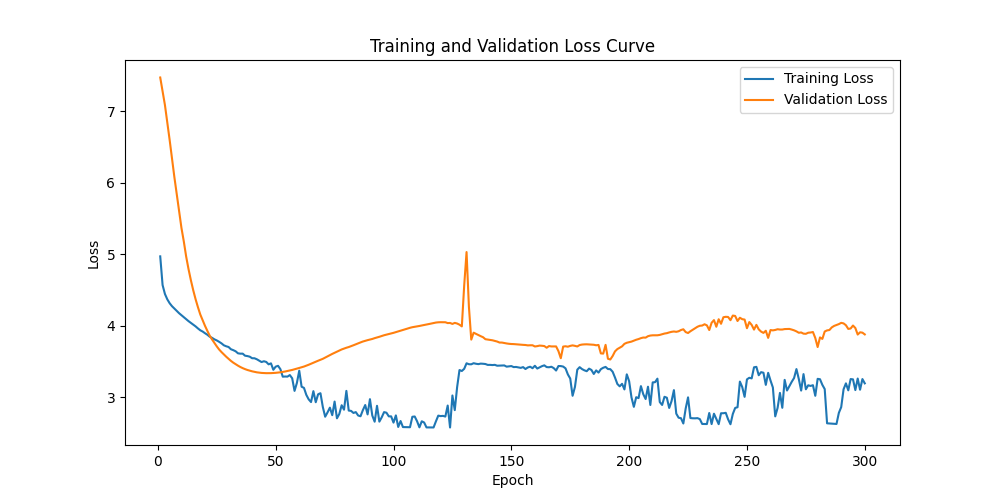 Training and Validation Loss Curve
Training Loss
Validation Loss
Loss
7
6
5
4
3
0 50 100 150 200 250 300
Epoch